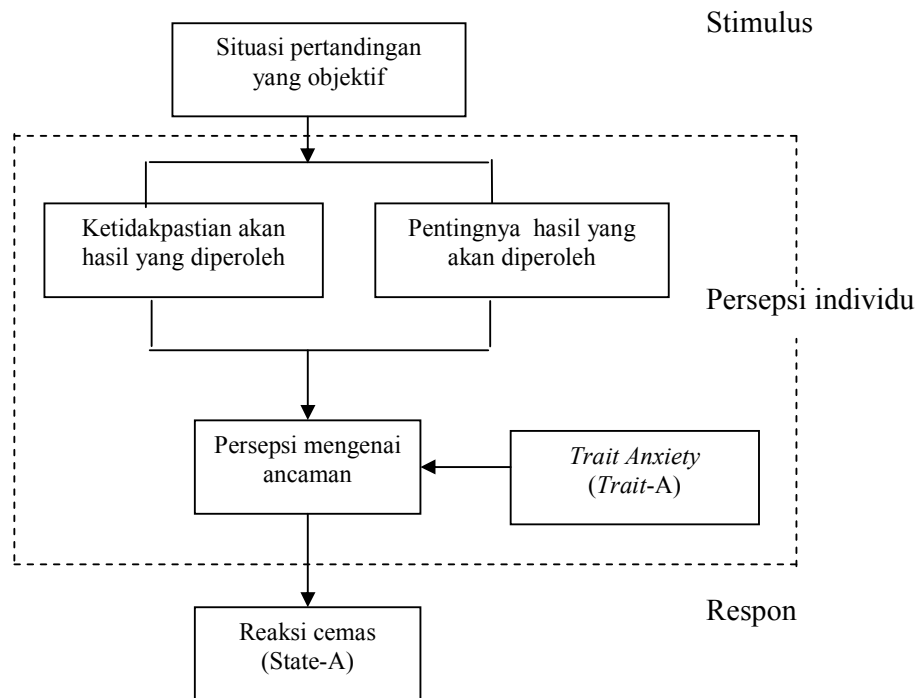 Stimulus
Situasi pertandingan
yang objektif
Ketidakpastian akan
hasil yang diperoleh
Pentingnya hasil yang
akan diperoleh
Persepsi individu
Persepsi mengenai
ancaman
Trait Anxiety
(Trait-A)
Respon
Reaksi cemas
(State-A)